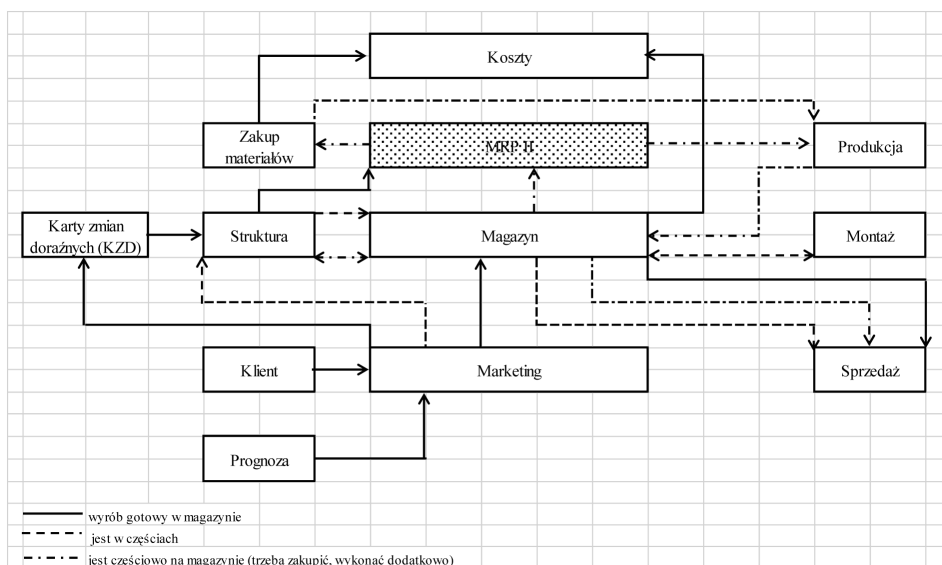 Koszty
Zakup
materiałów
MRP II
Produkcja
Karty zmian
doraźnych (KZD)
Struktura
Magazyn
Montaż
Klient
Marketing
Sprzedaż
Prognoza
wyrób gotowy w magazynie
jest w częściach
jest częściowo na magazynie (trzeba zakupić, wykonać dodatkowo)